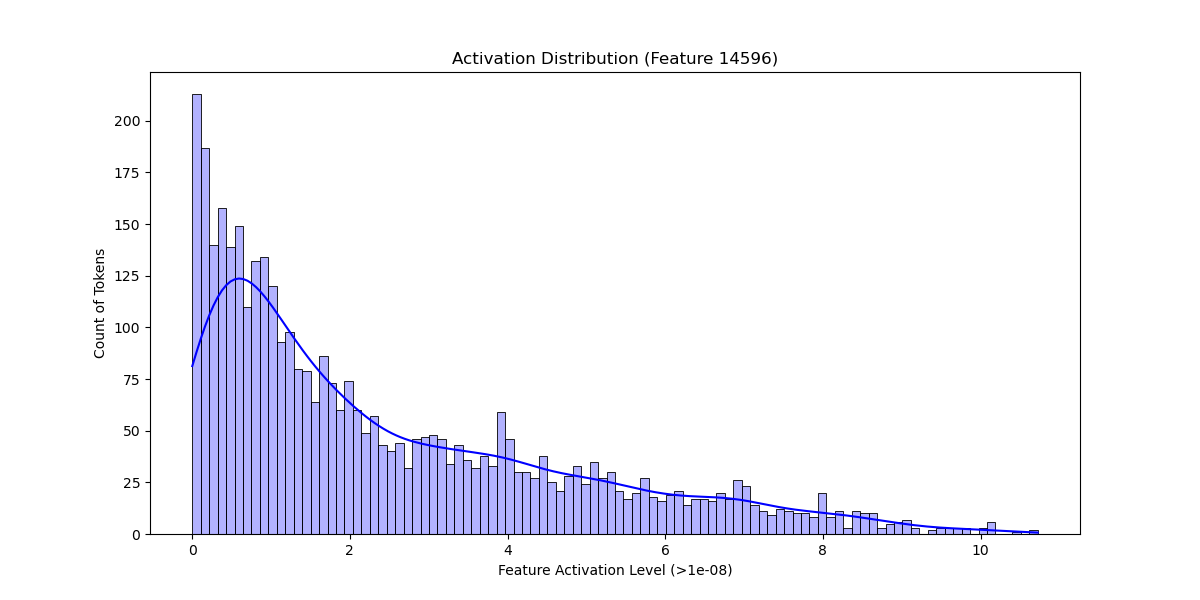 Activation Distribution (Feature 14596)
Count of Tokens
200
175
150
125
100
75
50
25
0
0 2 4 6 8 10
Feature Activation Level (>1e-08)